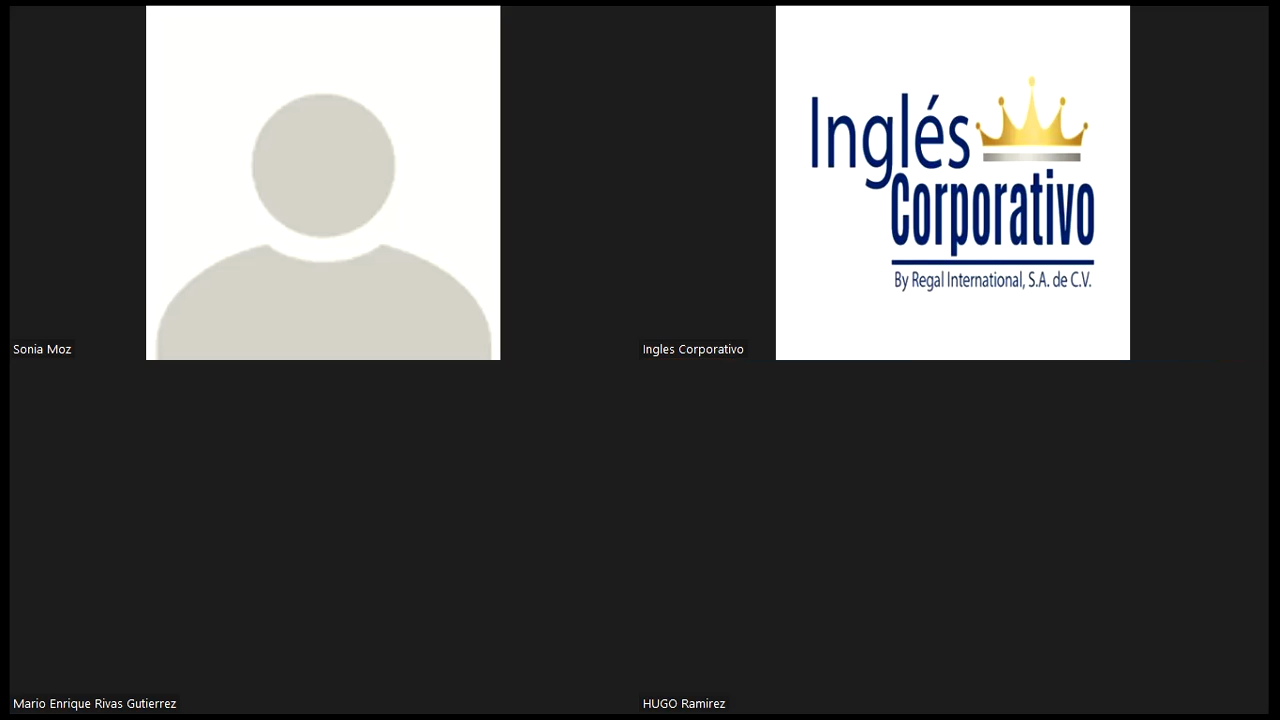 Inglés
Corporativo
By Regal International, S.A. de C.V.
Sonia Moz
Ingles Corporativo
Mario Enrique Rivas Gutierrez
HUGO Ramirez